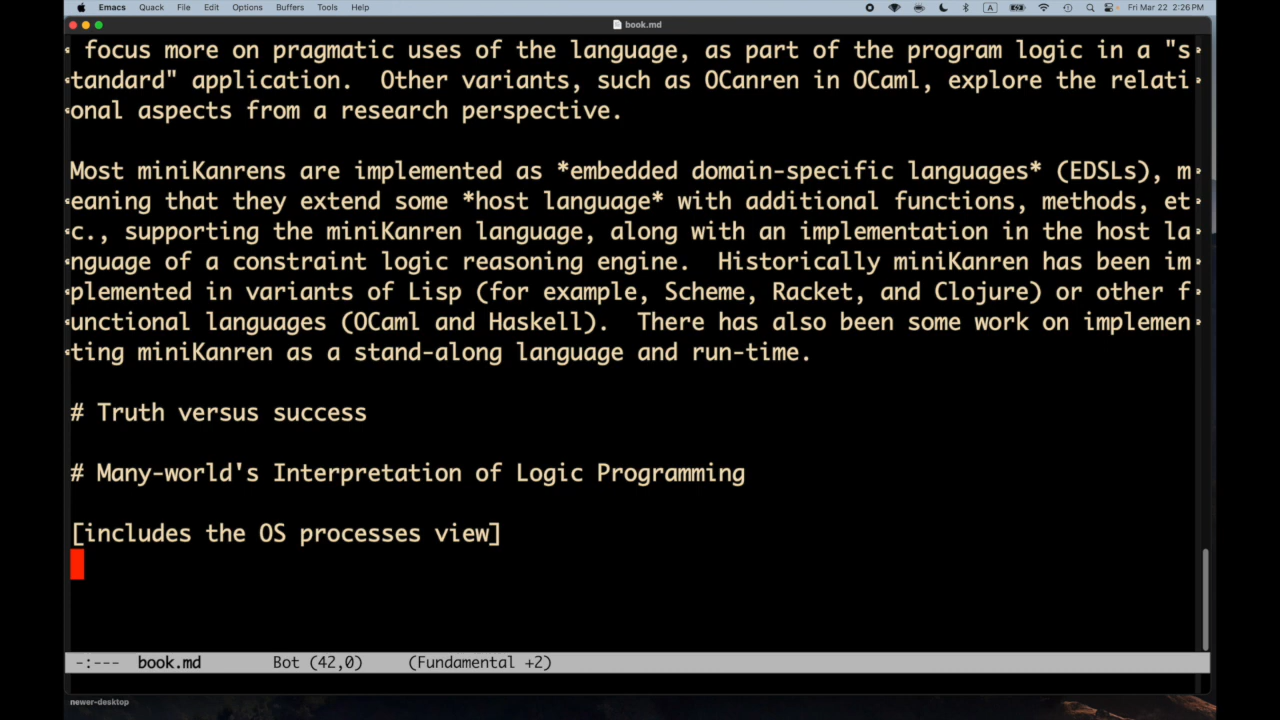 Emacs Quack File Edit Options Buffers Tools Help Fri Mar 22 2:26 PM
book.md
focus more on pragmatic uses of the language, as part of the program logic in a "s
tandard" application.  Other variants, such as OCanren in OCaml, explore the relati
onal aspects from a research perspective.
Most miniKanrens are implemented as *embedded domain-specific languages* (EDSLs), m
eaning that they extend some *host language* with additional functions, methods, et
c., supporting the miniKanren language, along with an implementation in the host la
nguage of a constraint logic reasoning engine.  Historically miniKanren has been im
plemented in variants of Lisp (for example, Scheme, Racket, and Clojure) or other f
unctional languages (OCaml and Haskell).  There has also been some work on implemen
ting miniKanren as a stand-along language and run-time.
# Truth versus success
# Many-world's Interpretation of Logic Programming
[includes the OS processes view]
-:--- book.md Bot (42,0) (Fundamental +2)
newer-desktop